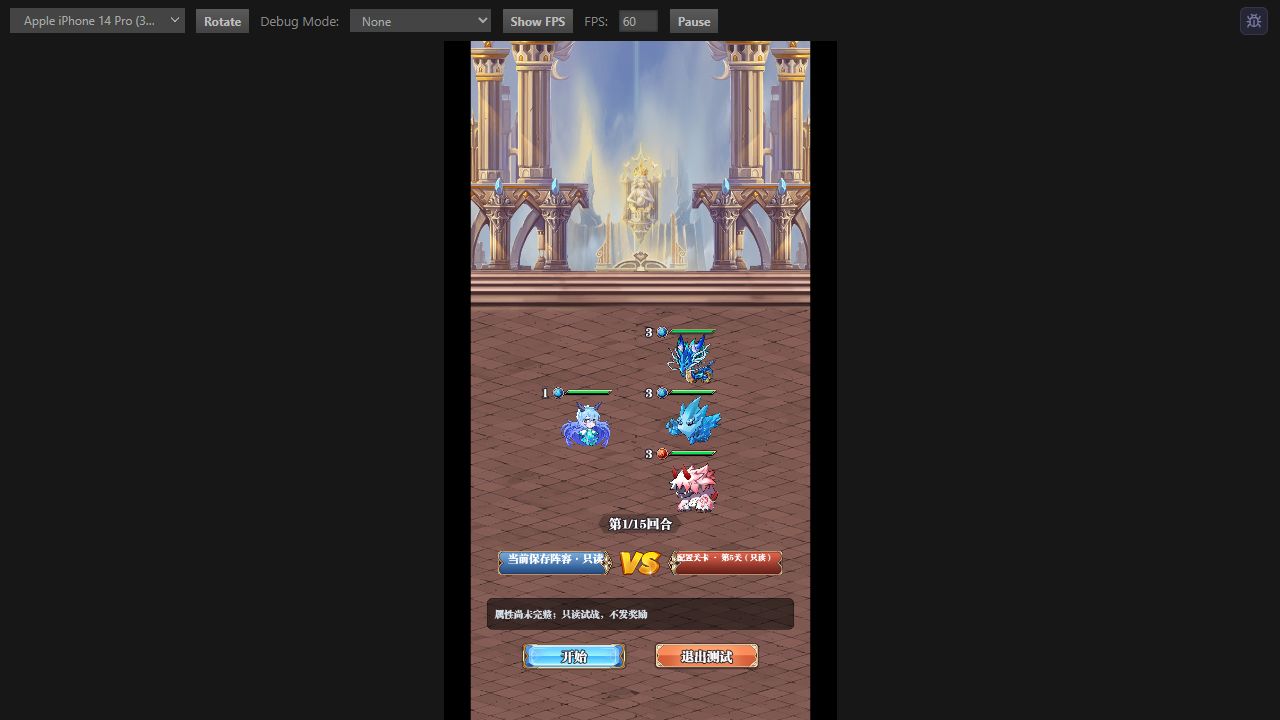 Apple iPhone 14 Pro (3...
Rotate
Debug Mode:
None
Show FPS
FPS:
60
Pause
3
1
3
3
第1/15回合
当前保存阵容·只读
VS
配置关卡 · 第5关（只读）
属性尚未完整；只读试战，不发奖励
开始
退出测试